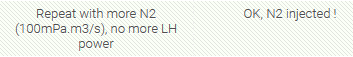 Repeat with more N2
(100mPa.m3/s), no more LH
power
OK, N2 injected !